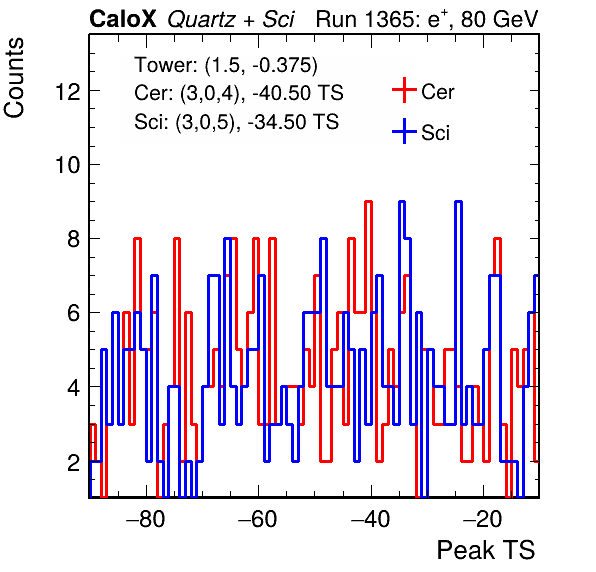 CaloX Quartz + Sci Run 1365: e+, 80 GeV
Counts
Tower: (1.5, -0.375)
Cer: (3,0,4), -40.50 TS
Sci: (3,0,5), -34.50 TS
Cer
Sci
12
10
8
6
4
2
−80 −60 −40 −20
Peak TS